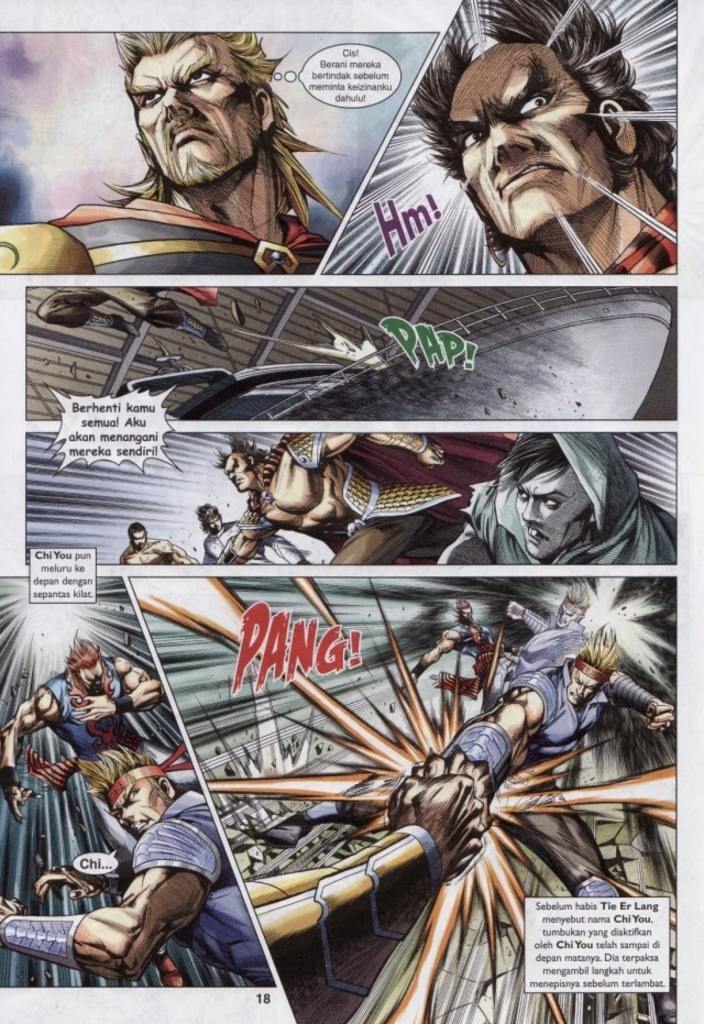 Cis!
Berani mereka
bertindak sebelum
meminta keizinanku
dahulu!
Hm!
PAP!
Berhenti kamu
semua! Aku
akan menangani
mereka sendiri!
Chi You pun
meluru ke
depan dengan
sepantas kilat.
PANG!
Chi...
Sebelum habis Tie Er Lang
menyebut nama Chi You,
tumbukan yang diaktifkan
oleh Chi You telah sampai di
depan matanya. Dia terpaksa
mengambil langkah untuk
menepisnya sebelum terlambat.
18